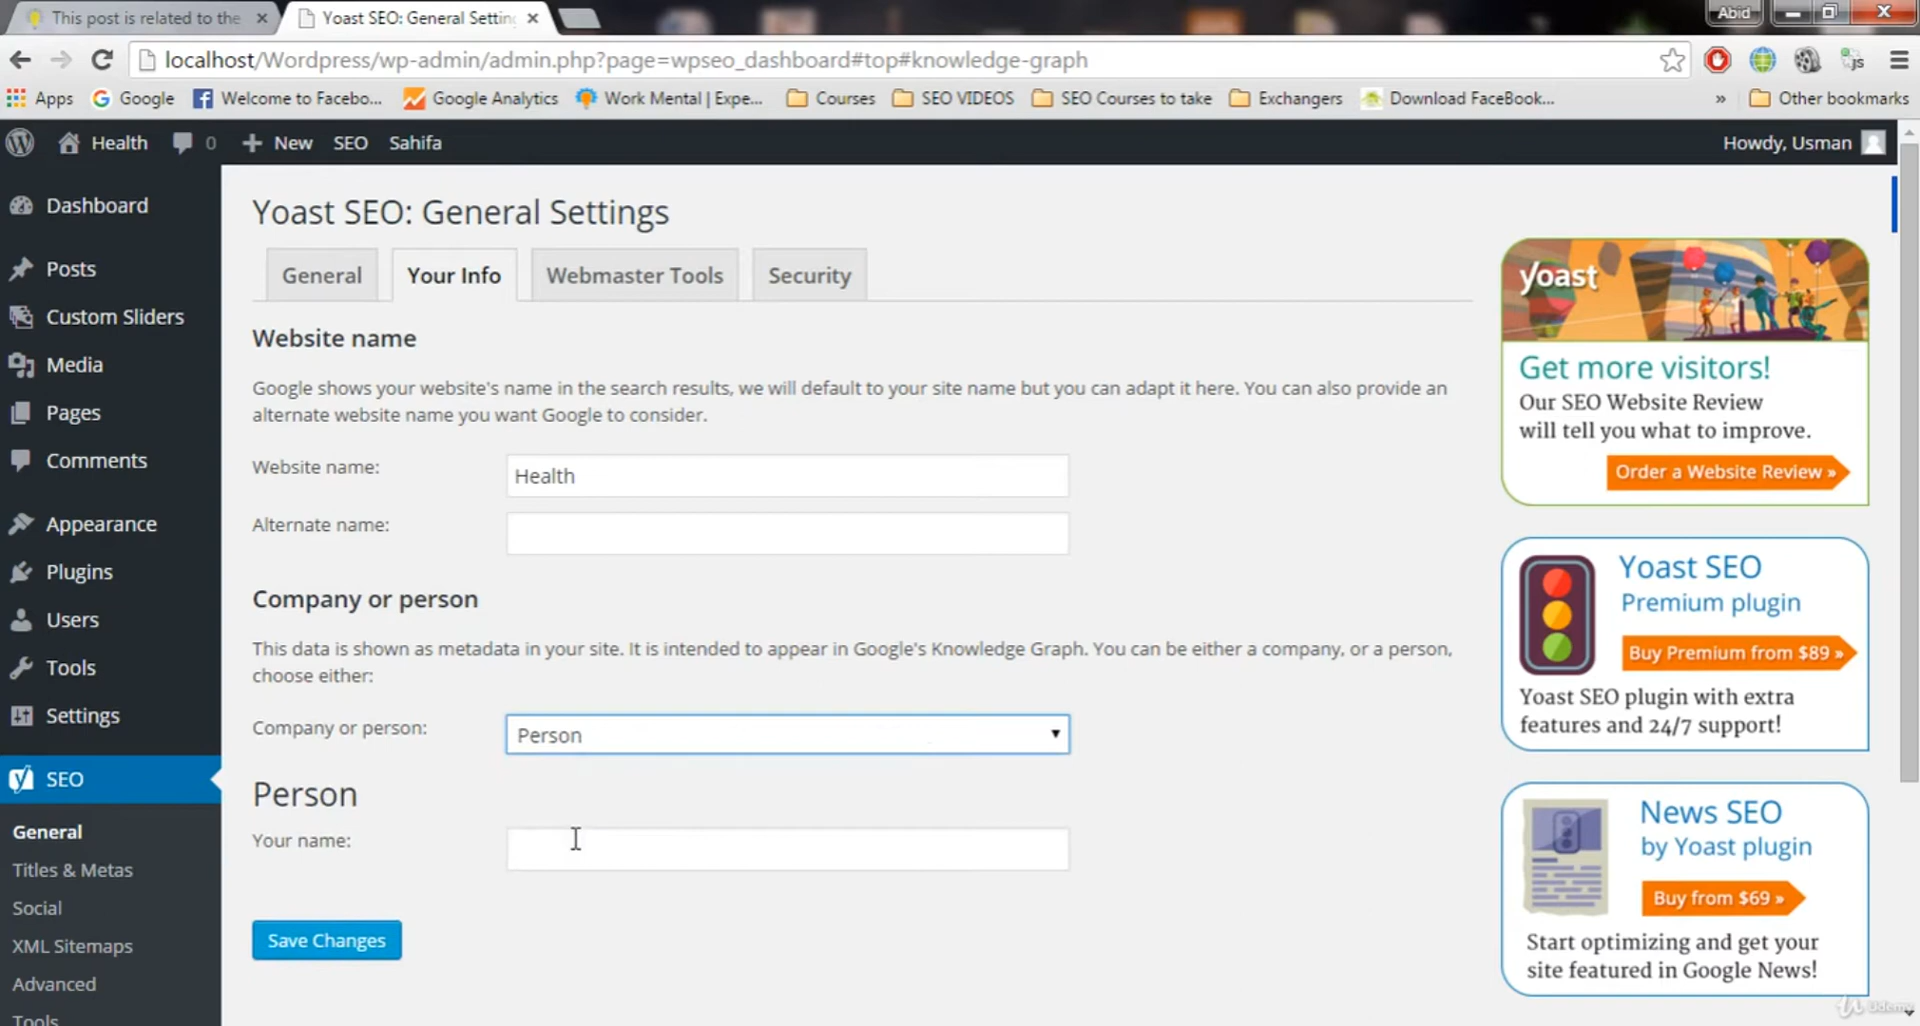 This post is related to the
Yoast SEO: General Settin
Abid
localhost/Wordpress/wp-admin/admin.php?page=wpseo_dashboard#top#knowledge-graph
Apps
Google
Welcome to Facebo...
Google Analytics
Work Mental | Expe...
Courses
SEO VIDEOS
SEO Courses to take
Exchangers
Download FaceBook...
»
Other bookmarks
Health
0
+ New
SEO
Sahifa
Howdy, Usman
Dashboard
Posts
Custom Sliders
Media
Pages
Comments
Appearance
Plugins
Users
Tools
Settings
SEO
General
Titles & Metas
Social
XML Sitemaps
Advanced
Tools
Yoast SEO: General Settings
General
Your Info
Webmaster Tools
Security
Website name
Google shows your website's name in the search results, we will default to your site name but you can adapt it here. You can also provide an
alternate website name you want Google to consider.
Website name:
Health
Alternate name:
Company or person
This data is shown as metadata in your site. It is intended to appear in Google's Knowledge Graph. You can be either a company, or a person,
choose either:
Company or person:
Person
Person
Your name:
Save Changes
yoast
Get more visitors!
Our SEO Website Review
will tell you what to improve.
Order a Website Review »
Yoast SEO
Premium plugin
Buy Premium from $89 »
Yoast SEO plugin with extra
features and 24/7 support!
News SEO
by Yoast plugin
Buy from $69 »
Start optimizing and get your
site featured in Google News!
Udemy